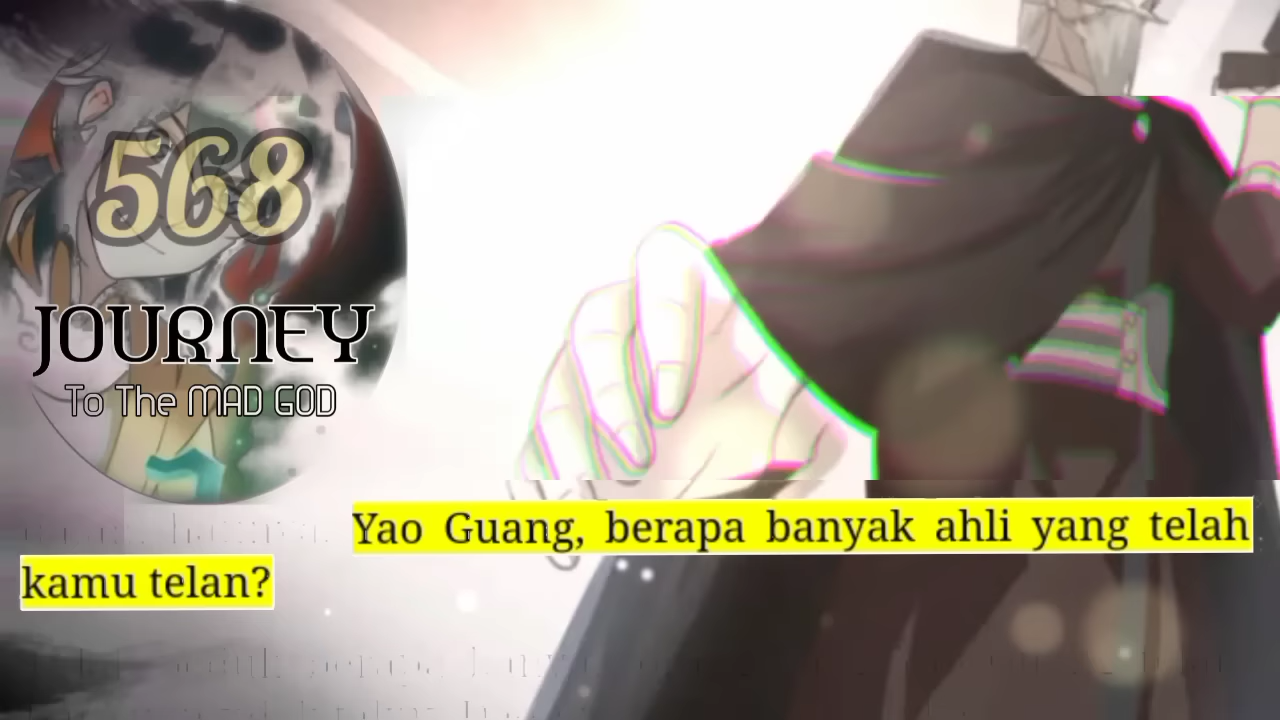 568
JOURNEY
To The MAD GOD
Yao Guang, berapa banyak ahli yang telah
kamu telan?